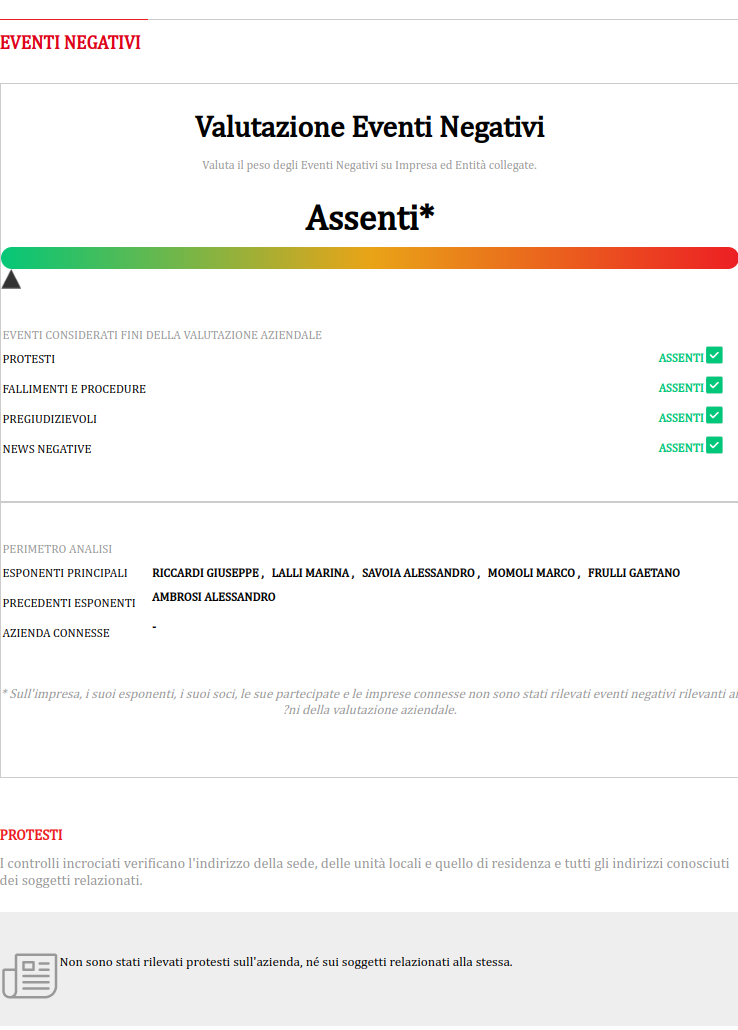 EVENTI NEGATIVI
Valutazione Eventi Negativi
Valuta il peso degli Eventi Negativi su Impresa ed Entità collegate.
Assenti*
EVENTI CONSIDERATI FINI DELLA VALUTAZIONE AZIENDALE
PROTESTI ASSENTI
FALLIMENTI E PROCEDURE ASSENTI
PREGIUDIZIEVOLI ASSENTI
NEWS NEGATIVE ASSENTI
PERIMETRO ANALISI
ESPONENTI PRINCIPALI RICCARDI GIUSEPPE , LALLI MARINA , SAVOIA ALESSANDRO , MOMOLI MARCO , FRULLI GAETANO
PRECEDENTI ESPONENTI AMBROSI ALESSANDRO
AZIENDA CONNESSE -
* Sull'impresa, i suoi esponenti, i suoi soci, le sue partecipate e le imprese connesse non sono stati rilevati eventi negativi rilevanti ai
?ni della valutazione aziendale.
PROTESTI
I controlli incrociati verificano l'indirizzo della sede, delle unità locali e quello di residenza e tutti gli indirizzi conosciuti
dei soggetti relazionati.
Non sono stati rilevati protesti sull'azienda, né sui soggetti relazionati alla stessa.